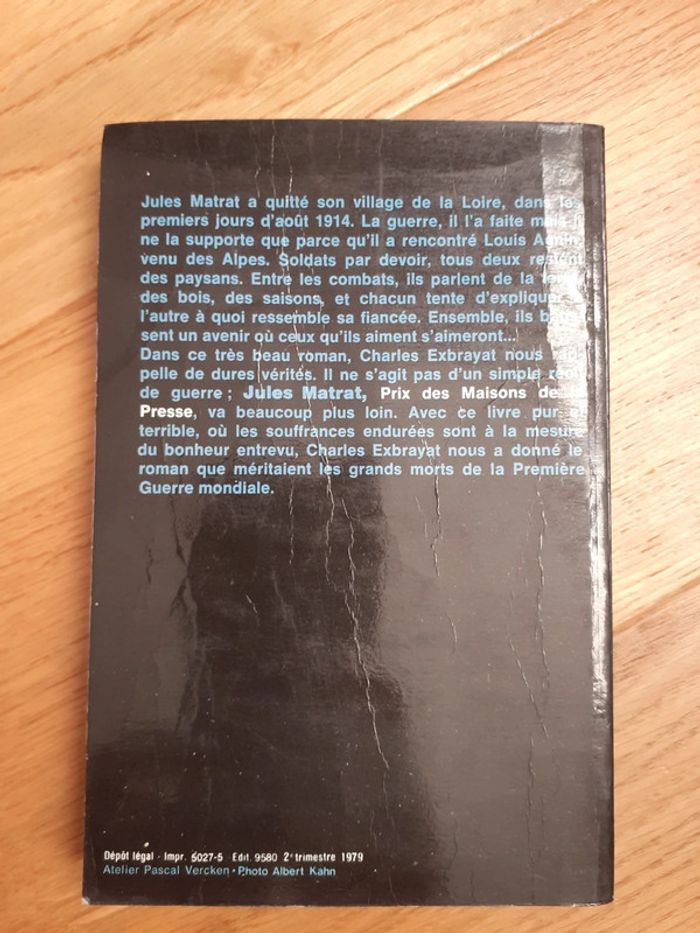 Jules Matrat a quitté son village de la Loire, dans les
premiers jours d'août 1914. La guerre, il l'a faite mais il
ne la supporte que parce qu'il a rencontré Louis
venu des Alpes. Soldats par devoir, tous deux restent
des paysans. Entre les combats, ils parlent de la
des bois, des saisons, et chacun tente d'expliquer à
l'autre à quoi ressemble sa fiancée. Ensemble, ils bâtis-
sent un avenir où ceux qu'ils aiment s'aimeront...
Dans ce très beau roman, Charles Exbrayat nous rap-
pelle de dures vérités. Il ne s'agit pas d'un simple récit
de guerre ; Jules Matrat, Prix des Maisons de la
Presse, va beaucoup plus loin. Avec ce livre pur et
terrible, où les souffrances endurées sont à la mesure
du bonheur entrevu, Charles Exbrayat nous a donné le
roman que méritaient les grands morts de la Première
Guerre mondiale.
Dépôt légal - Impr. 5027-5 Edit. 9580 2e trimestre 1979
Atelier Pascal Vercken • Photo Albert Kahn